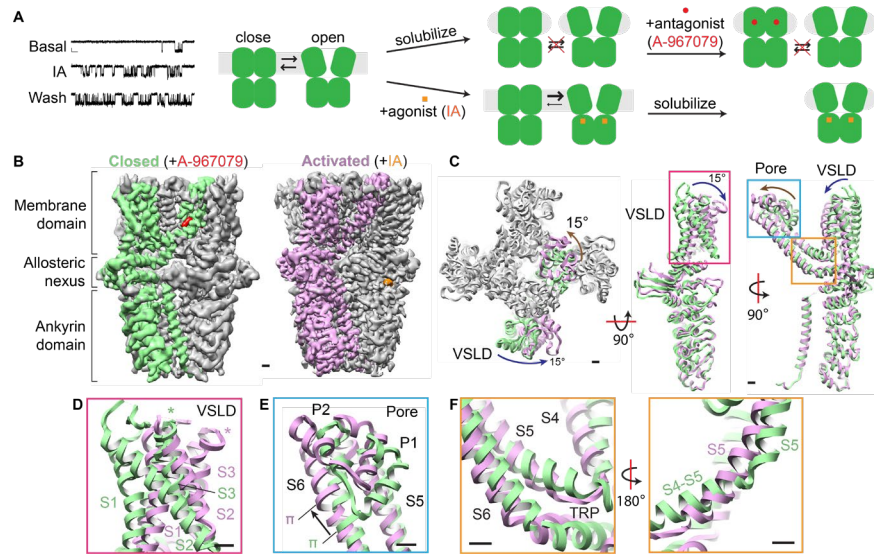 A
Basal
IA
Wash
close
open
solubilize
+agonist (IA)
+antagonist
(A-967079)
solubilize
B
Closed (+A-967079)
Activated (+IA)
Membrane
domain
Allosteric
nexus
Ankyrin
domain
C
VSLD
15°
15°
90°
VSLD
15°
90°
Pore
VSLD
D
VSLD
*
*
S1
S3
S3
S2
S1
S2
E
P2
Pore
P1
S6
S5
π
π
F
S4
S5
S6
TRP
180°
S5
S5
S4-S5